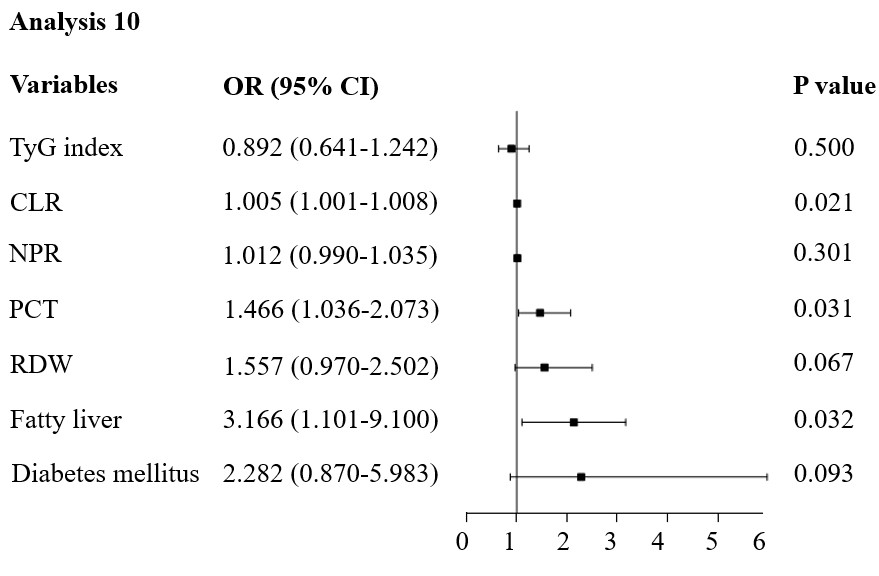 Analysis 10
Variables OR (95% CI) P value
TyG index 0.892 (0.641-1.242) 0.500
CLR 1.005 (1.001-1.008) 0.021
NPR 1.012 (0.990-1.035) 0.301
PCT 1.466 (1.036-2.073) 0.031
RDW 1.557 (0.970-2.502) 0.067
Fatty liver 3.166 (1.101-9.100) 0.032
Diabetes mellitus 2.282 (0.870-5.983) 0.093
0 1 2 3 4 5 6